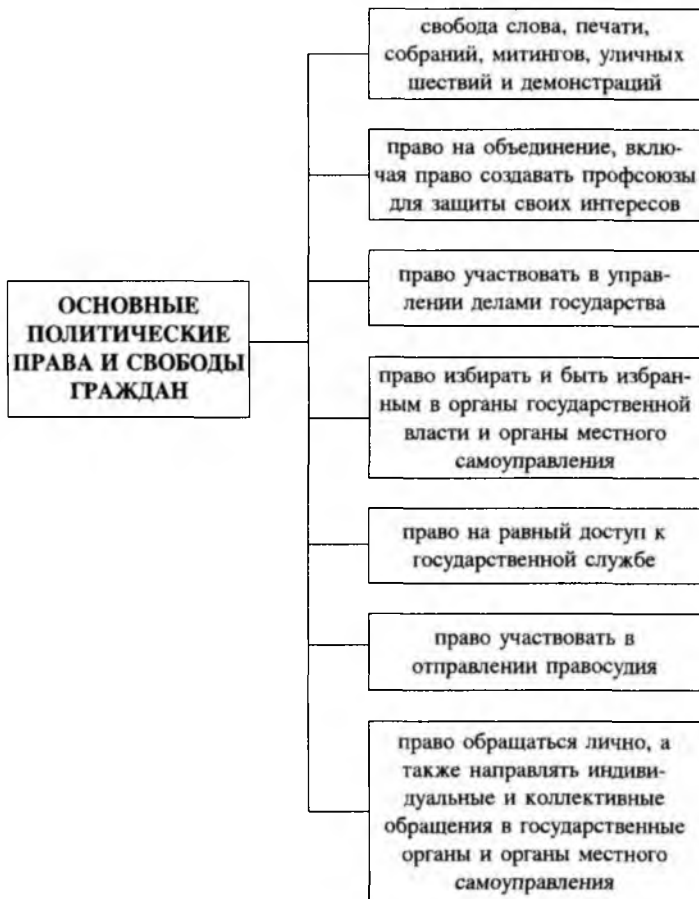 свобода слова, печати,
собраний, митингов, уличных
шествий и демонстраций
право на объединение, вклю-
чая право создавать профсоюзы
для защиты своих интересов
право участвовать в управ-
лении делами государства
ОСНОВНЫЕ
ПОЛИТИЧЕСКИЕ
ПРАВА И СВОБОДЫ
ГРАЖДАН
право избирать и быть избран-
ным в органы государственной
власти и органы местного
самоуправления
право на равный доступ к
государственной службе
право участвовать в
отправлении правосудия
право обращаться лично, а
также направлять индиви-
дуальные и коллективные
обращения в государственные
органы и органы местного
самоуправления